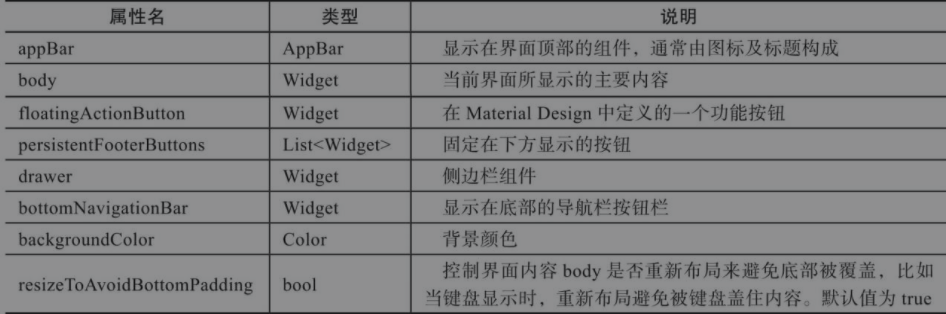 属性名 类型 说明
appBar AppBar 显示在界面顶部的组件，通常由图标及标题构成
body Widget 当前界面所显示的主要内容
floatingActionButton Widget 在 Material Design 中定义的一个功能按钮
persistentFooterButtons List<Widget> 固定在下方显示的按钮
drawer Widget 侧边栏组件
bottomNavigationBar Widget 显示在底部的导航栏按钮栏
backgroundColor Color 背景颜色
resizeToAvoidBottomPadding bool 控制界面内容 body 是否重新布局来避免底部被覆盖，比如
当键盘显示时，重新布局避免被键盘盖住内容。默认值为 true